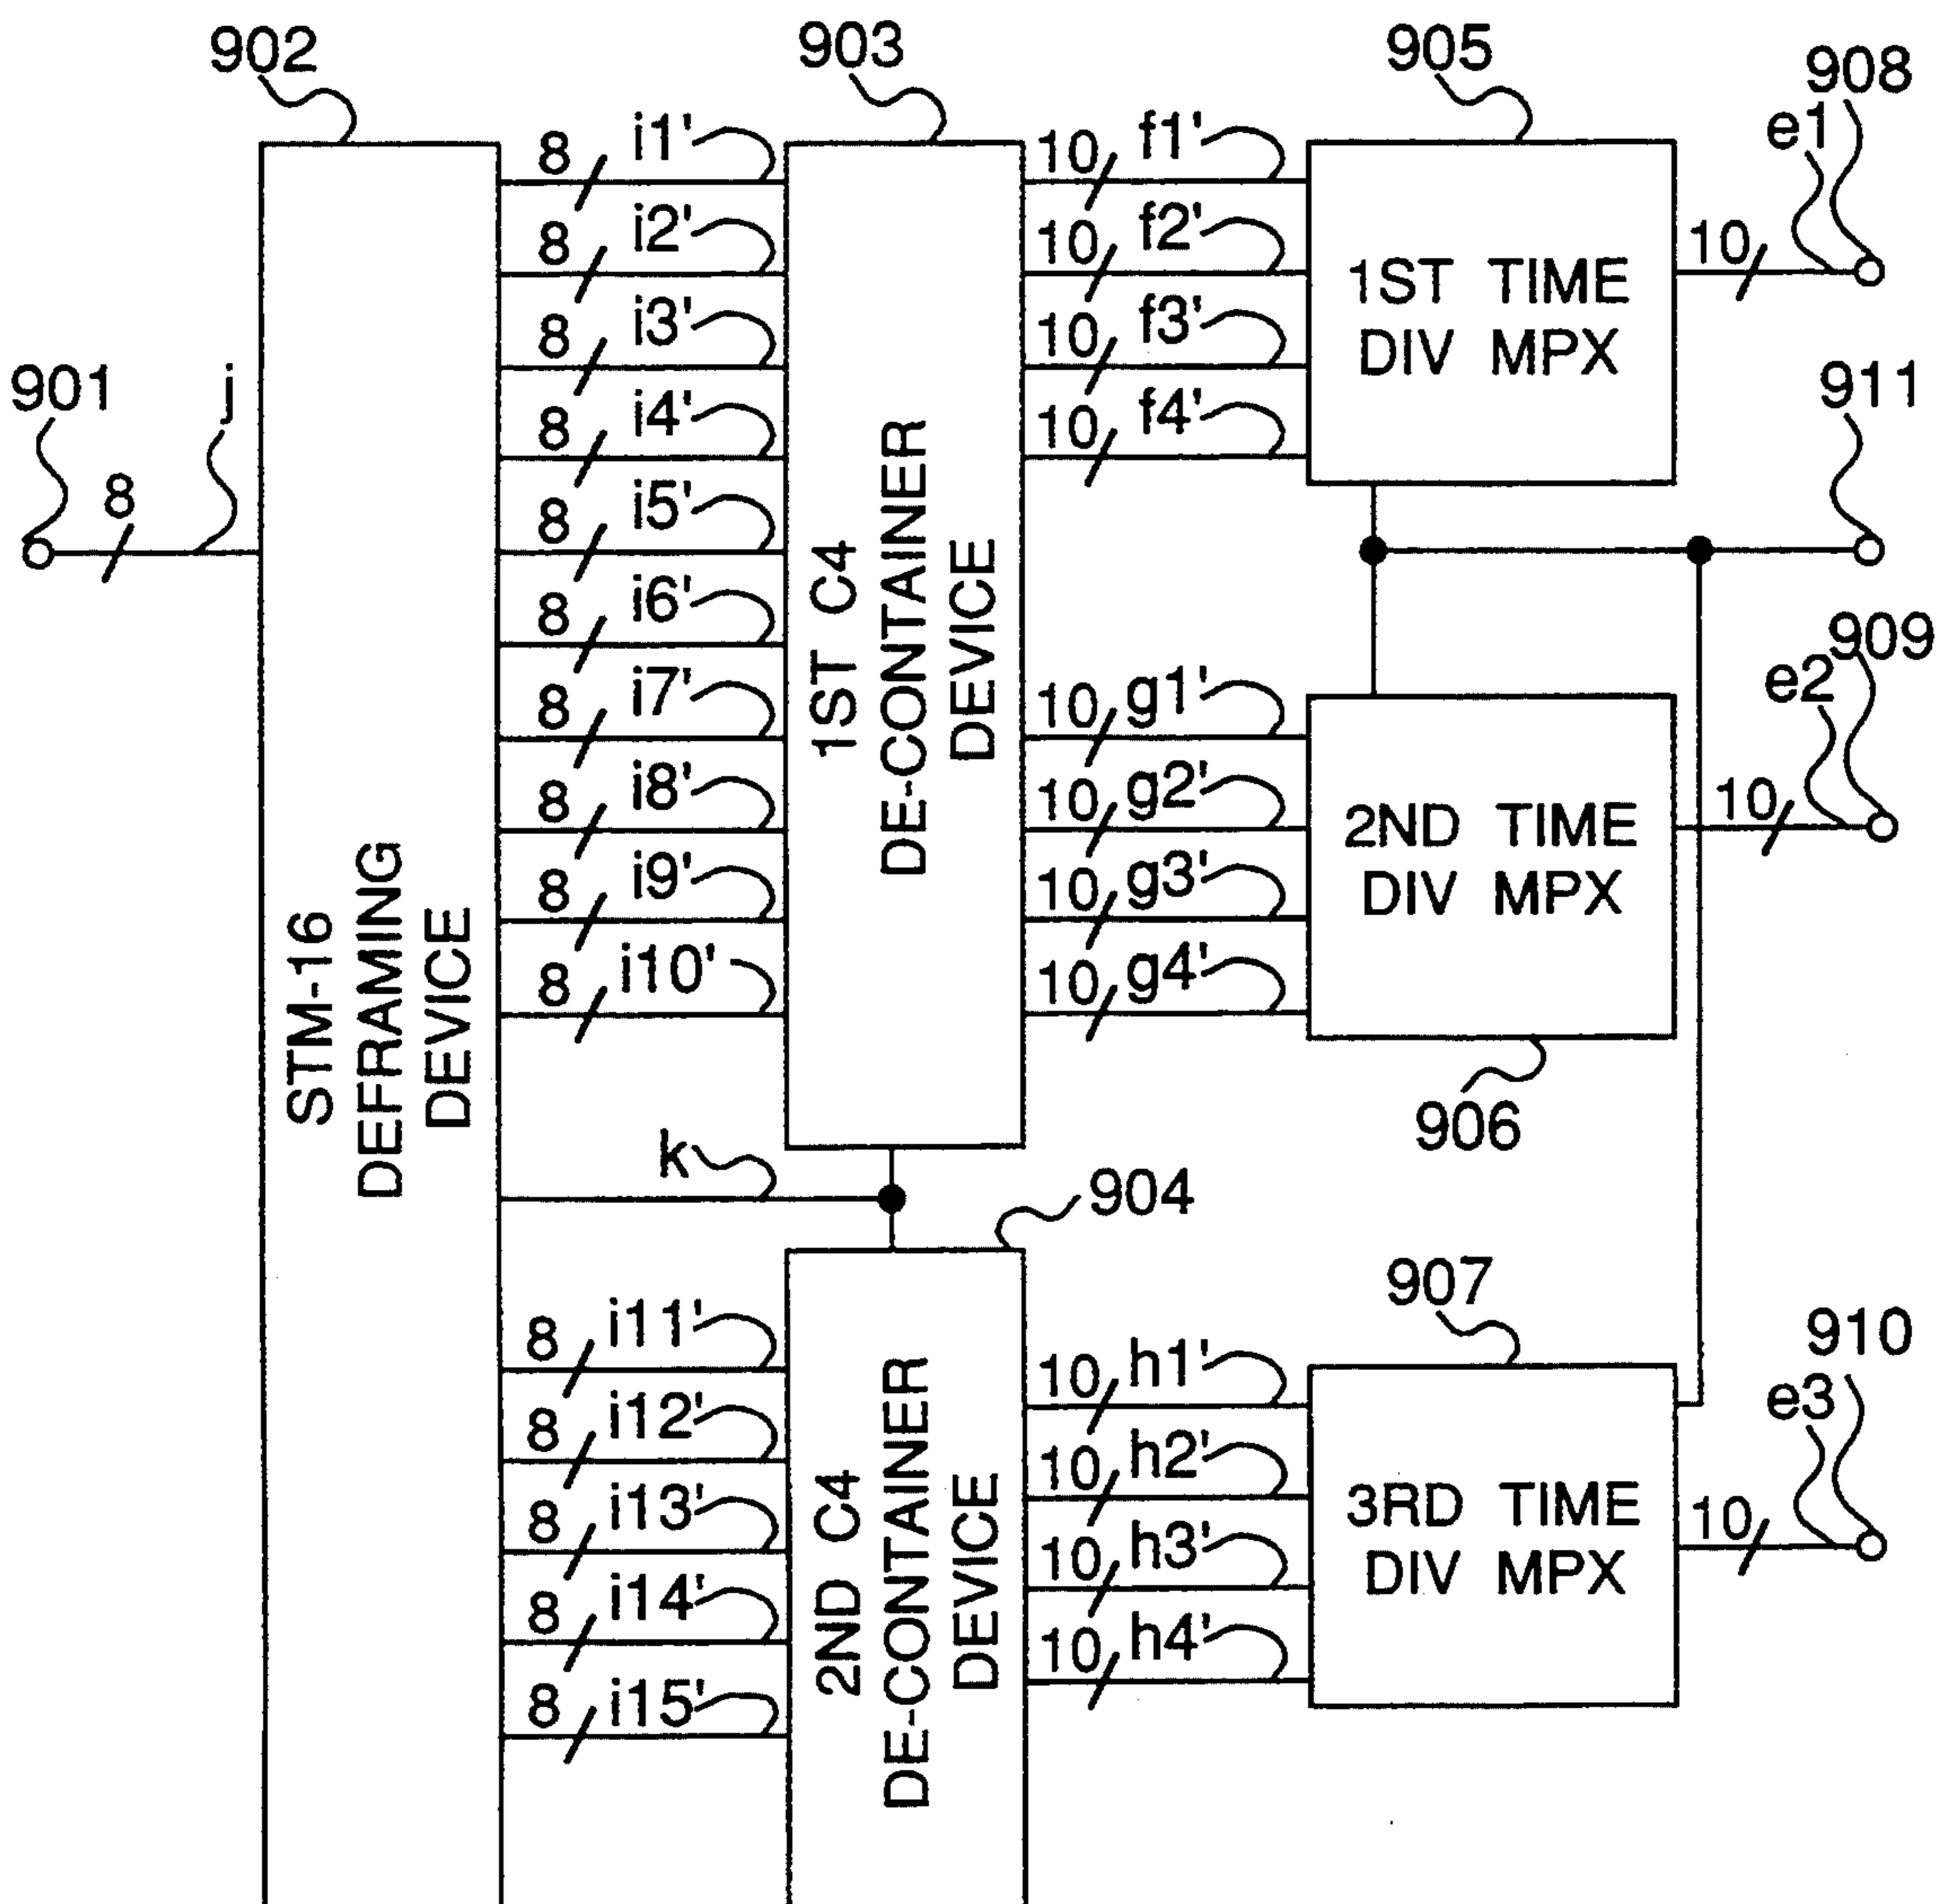 902
903
905
908
e1
901
j
8
STM-16
DEFRAMING
DEVICE
8 i1'
8 i2'
8 i3'
8 i4'
8 i5'
8 i6'
8 i7'
8 i8'
8 i9'
8 i10'
k
8 i11'
8 i12'
8 i13'
8 i14'
8 i15'
1ST C4
DE-CONTAINER
DEVICE
904
2ND C4
DE-CONTAINER
DEVICE
10 f1'
10 f2'
10 f3'
10 f4'
10 g1'
10 g2'
10 g3'
10 g4'
10 h1'
10 h2'
10 h3'
10 h4'
1ST TIME
DIV MPX
10
911
909
e2
2ND TIME
DIV MPX
10
906
907
910
e3
3RD TIME
DIV MPX
10